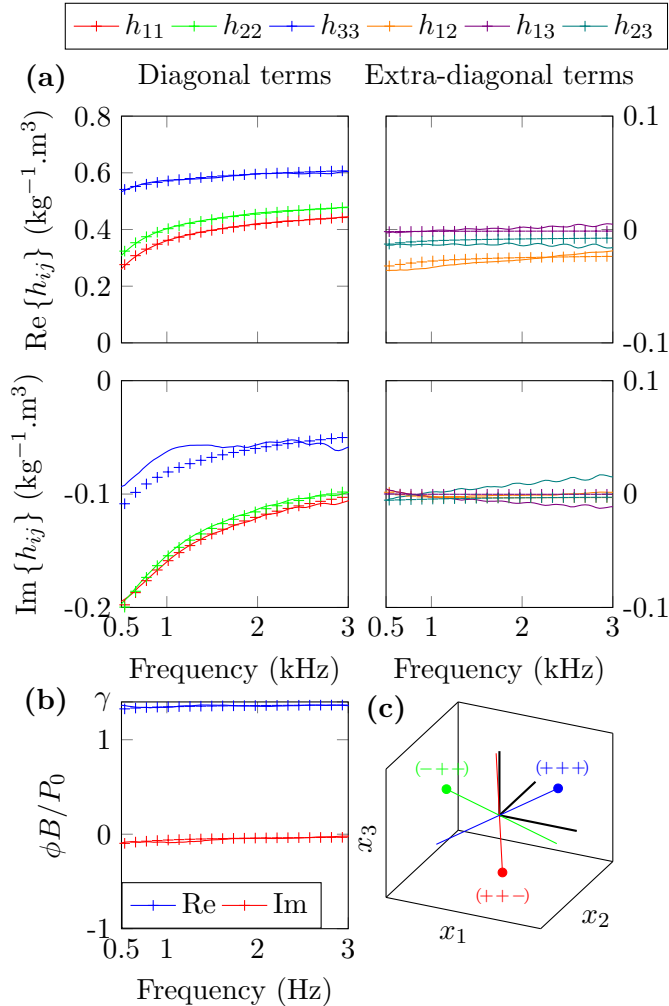 h₁₁ h₂₂ h₃₃ h₁₂ h₁₃ h₂₃
(a) Diagonal terms Extra-diagonal terms
Re{hᵢⱼ} (kg⁻¹.m³)
0.8
0.6
0.4
0.2
0
0.1
0
-0.1
Im{hᵢⱼ} (kg⁻¹.m³)
0
-0.1
-0.2
0.5 1 2 3
Frequency (kHz)
0.1
0
-0.1
0.5 1 2 3
Frequency (kHz)
(b)
ϕB/P₀
γ
1
0
-1
Re Im
0.5 1 2 3
Frequency (Hz)
(c)
(−++) (+++)
(++−)
x₃
x₁
x₂